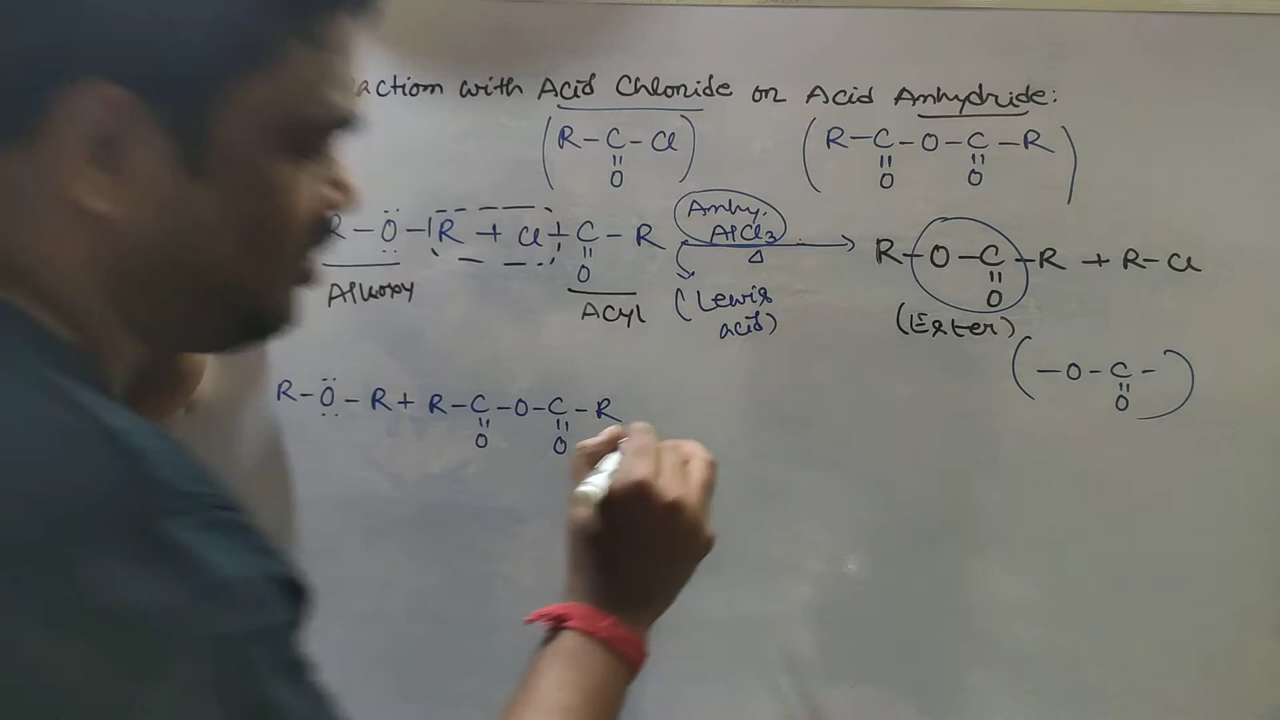 action with Acid Chloride or Acid Anhydride:
(R-C-Cl) (R-C-O-C-R)
O O O
R-O-R + Cl-C-R Anhy. AlCl3 Δ → R-O-C-R + R-Cl
O O
Alkoxy Acyl (Lewis acid) (Ester)
(-O-C-)
O
R-O-R + R-C-O-C-R
O O